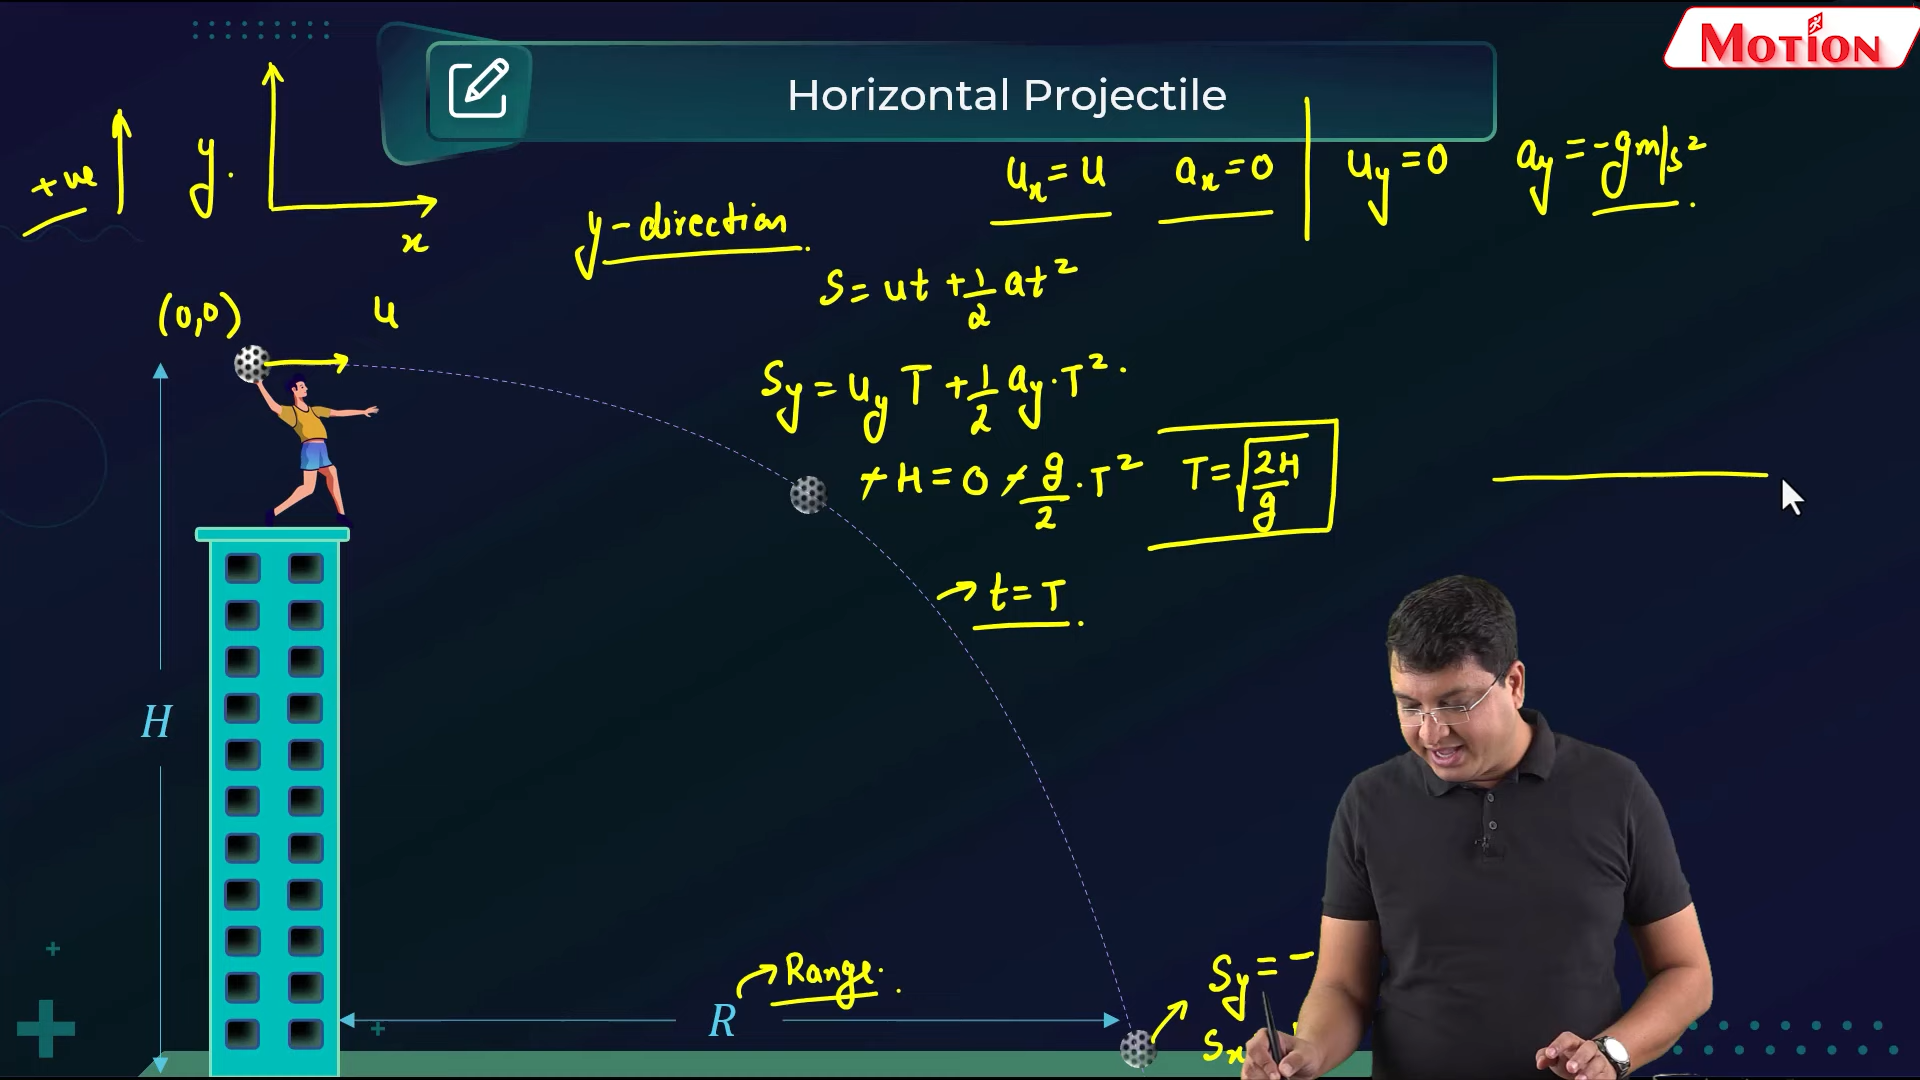 MOTION
Horizontal Projectile
+ve
y.
x
uₓ = u  aₓ = 0 | u_y = 0  a_y = -g m/s² .
y-direction .
S = ut + 1/2 at²
(0,0)
u
S_y = u_y T + 1/2 a_y . T² .
+ H = 0 + g/2 . T²  T = √(2H/g)
→ t = T .
H
→ Range. .
R
S_y = -
Sₓ